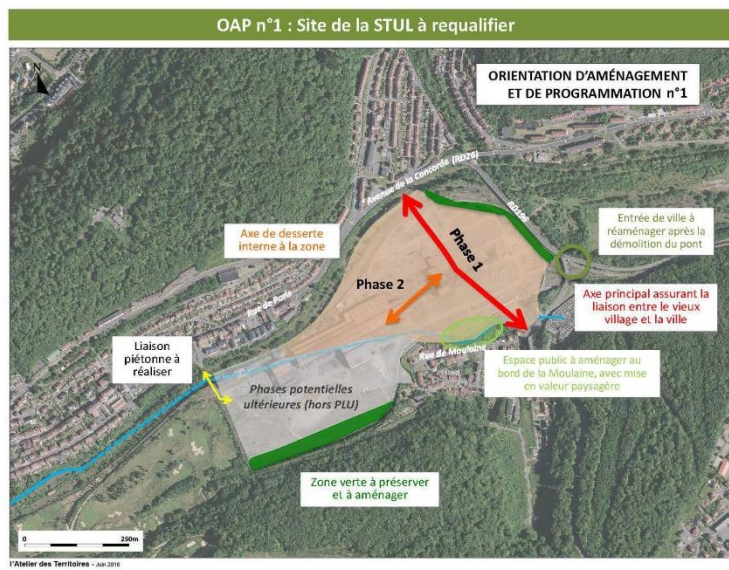 OAP n°1 : Site de la STUL à requalifier
N
ORIENTATION D'AMÉNAGEMENT
ET DE PROGRAMMATION n°1
Avenue de la Concorde (RD26)
RD196
Axe de desserte
interne à la zone
Entrée de ville à
réaménager après la
démolition du pont
Phase 1
Phase 2
Rue de Paris
Axe principal assurant la
liaison entre le vieux
village et la ville
Liaison
piétonne à
réaliser
Rue de Moulaine
Espace public à aménager au
bord de la Moulaine, avec mise
en valeur paysagère
Phases potentielles
ultérieures (hors PLU)
Zone verte à préserver
et à aménager
0
250m
l'Atelier des Territoires - Juin 2016